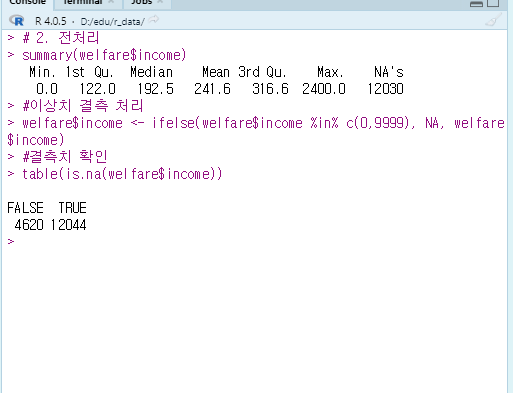 Console Terminal × Jobs ×
R 4.0.5 · D:/edu/r_data/
> # 2. 전처리
> summary(welfare$income)
Min. 1st Qu. Median Mean 3rd Qu. Max. NA's
0.0 122.0 192.5 241.6 316.6 2400.0 12030
> #이상치 결측 처리
> welfare$income <- ifelse(welfare$income %in% c(0,9999), NA, welfare
$income)
> #결측치 확인
> table(is.na(welfare$income))
FALSE TRUE
4620 12044
>